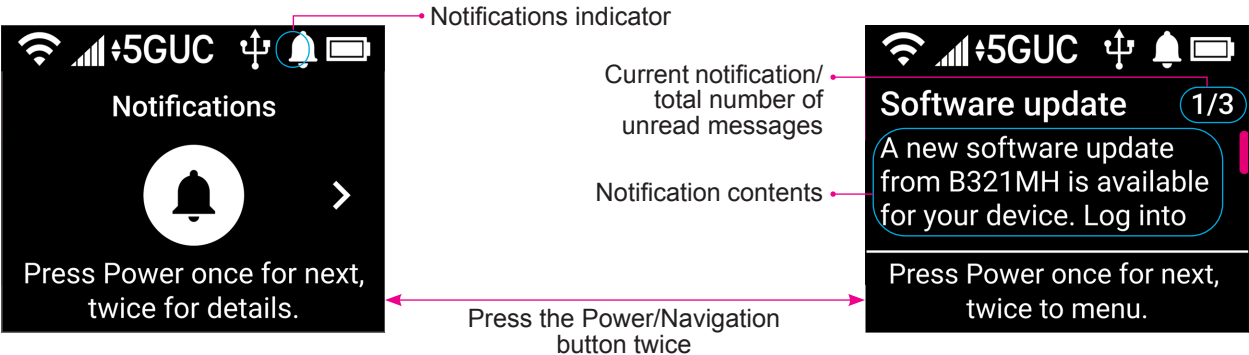 Notifications indicator
5GUC
Notifications
Press Power once for next,
twice for details.
Current notification/
total number of
unread messages
Notification contents
Press the Power/Navigation
button twice
5GUC
Software update 1/3
A new software update
from B321MH is available
for your device. Log into
Press Power once for next,
twice to menu.